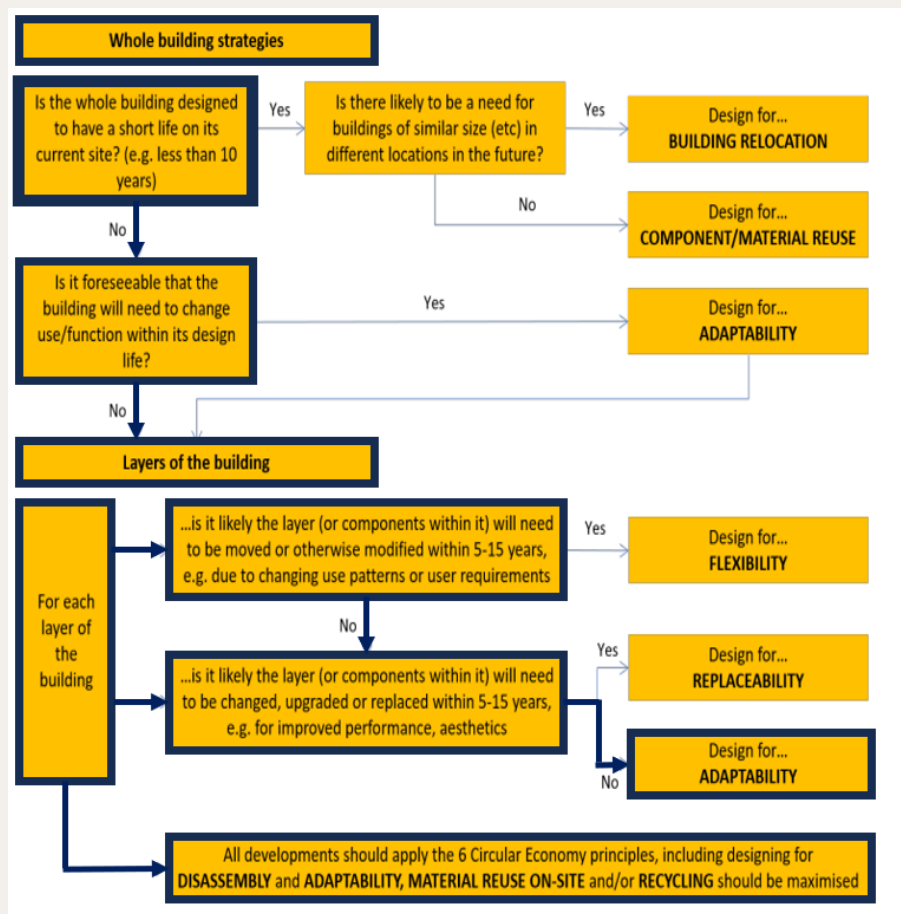 Whole building strategies
Is the whole building designed
to have a short life on its
current site? (e.g. less than 10
years)
Yes
Is there likely to be a need for
buildings of similar size (etc) in
different locations in the future?
Yes
Design for...
BUILDING RELOCATION
No
Design for...
COMPONENT/MATERIAL REUSE
No
Is it foreseeable that the
building will need to change
use/function within its design
life?
Yes
Design for...
ADAPTABILITY
No
Layers of the building
For each
layer of
the
building
...is it likely the layer (or components within it) will need
to be moved or otherwise modified within 5-15 years,
e.g. due to changing use patterns or user requirements
Yes
Design for...
FLEXIBILITY
No
...is it likely the layer (or components within it) will need
to be changed, upgraded or replaced within 5-15 years,
e.g. for improved performance, aesthetics
Yes
Design for...
REPLACEABILITY
No
Design for...
ADAPTABILITY
All developments should apply the 6 Circular Economy principles, including designing for
DISASSEMBLY and ADAPTABILITY, MATERIAL REUSE ON-SITE and/or RECYCLING should be maximised